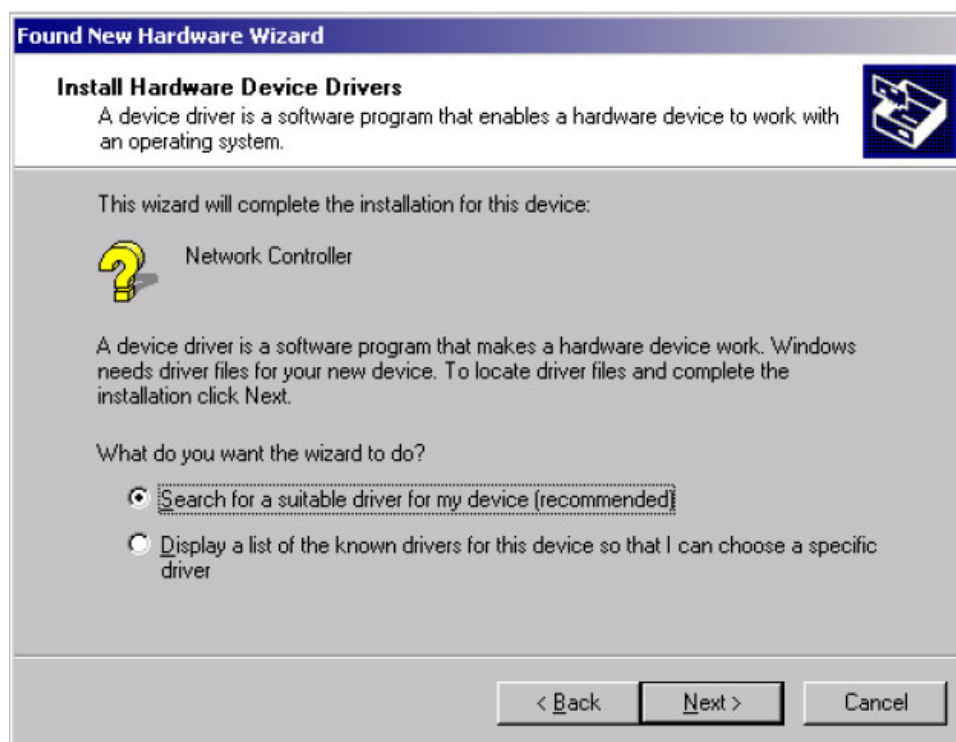 Found New Hardware Wizard
Install Hardware Device Drivers
A device driver is a software program that enables a hardware device to work with
an operating system.
This wizard will complete the installation for this device:
Network Controller
A device driver is a software program that makes a hardware device work. Windows
needs driver files for your new device. To locate driver files and complete the
installation click Next.
What do you want the wizard to do?
Search for a suitable driver for my device (recommended)
Display a list of the known drivers for this device so that I can choose a specific
driver
< Back
Next >
Cancel